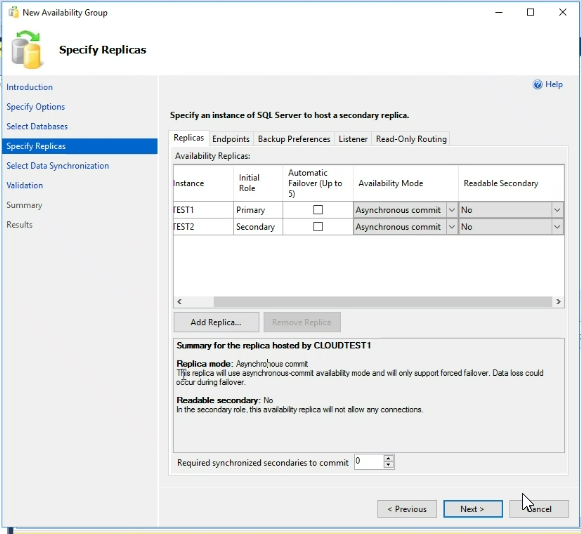 New Availability Group
Specify Replicas
Help
Introduction
Specify Options
Select Databases
Specify Replicas
Select Data Synchronization
Validation
Summary
Results
Specify an instance of SQL Server to host a secondary replica.
Replicas Endpoints Backup Preferences Listener Read-Only Routing
Availability Replicas:
Instance Initial Role Automatic Failover (Up to 5) Availability Mode Readable Secondary
TEST1 Primary Asynchronous commit No
TEST2 Secondary Asynchronous commit No
Add Replica... Remove Replica
Summary for the replica hosted by CLOUDTEST1
Replica mode: Asynchronous commit
This replica will use asynchronous-commit availability mode and will only support forced failover. Data loss could
occur during failover.
Readable secondary: No
In the secondary role, this availability replica will not allow any connections.
Required synchronized secondaries to commit 0
< Previous Next > Cancel